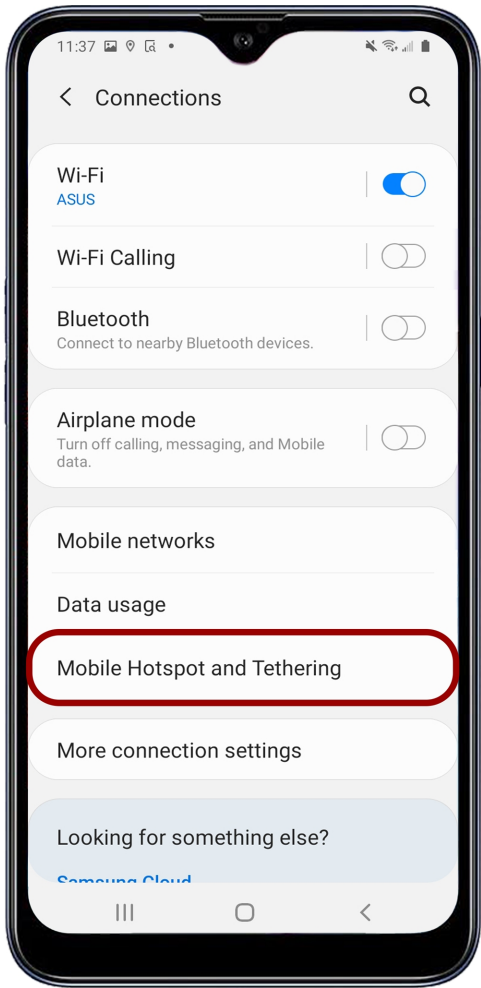 11:37
Connections
Wi-Fi
ASUS
Wi-Fi Calling
Bluetooth
Connect to nearby Bluetooth devices.
Airplane mode
Turn off calling, messaging, and Mobile
data.
Mobile networks
Data usage
Mobile Hotspot and Tethering
More connection settings
Looking for something else?
Samsung Cloud